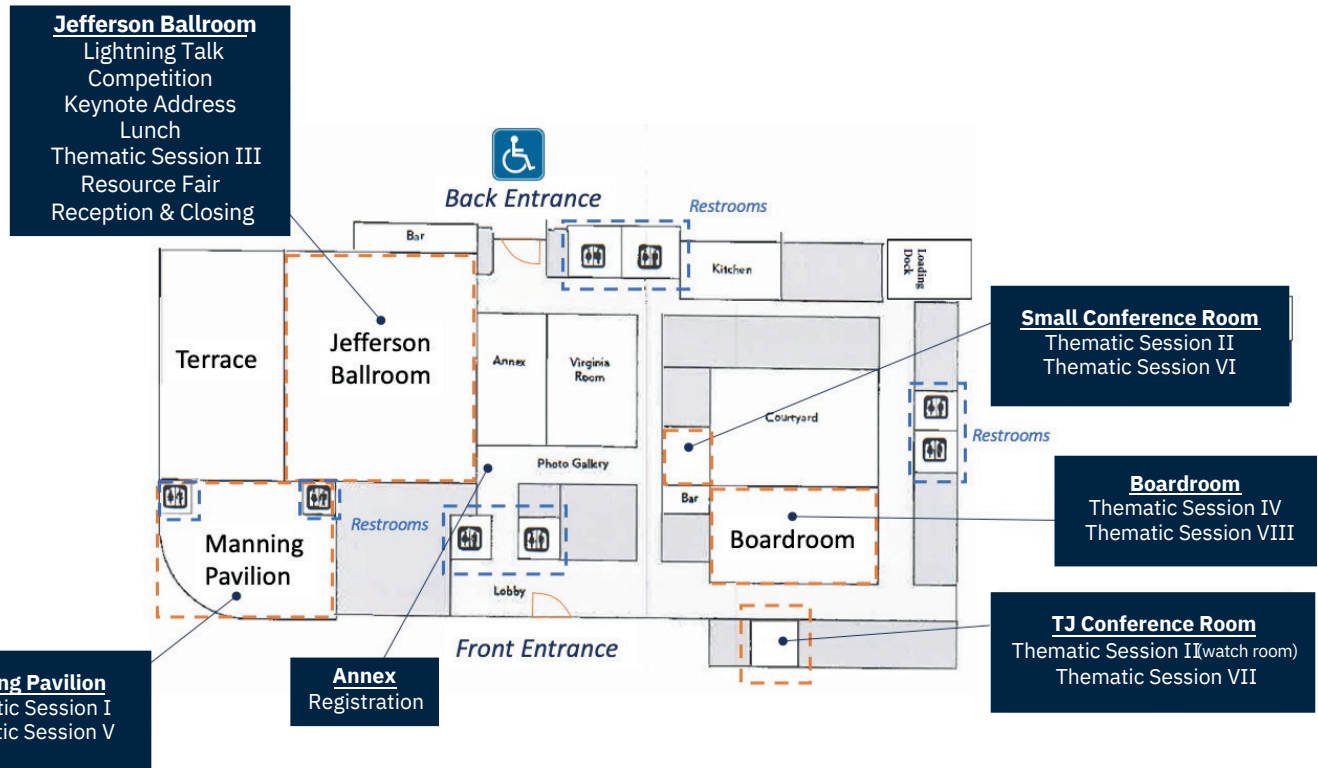 Jefferson Ballroom
Lightning Talk
Competition
Keynote Address
Lunch
Thematic Session III
Resource Fair
Reception & Closing
Back Entrance
Restrooms
Bar
Kitchen
Loading
Dock
Terrace
Jefferson
Ballroom
Annex
Virginia
Room
Courtyard
Small Conference Room
Thematic Session II
Thematic Session VI
Restrooms
Photo Gallery
Bar
Boardroom
Boardroom
Thematic Session IV
Thematic Session VIII
Restrooms
Manning
Pavilion
Lobby
Front Entrance
TJ Conference Room
Thematic Session II(watch room)
Thematic Session VII
Annex
Registration
ng Pavilion
tic Session I
tic Session V